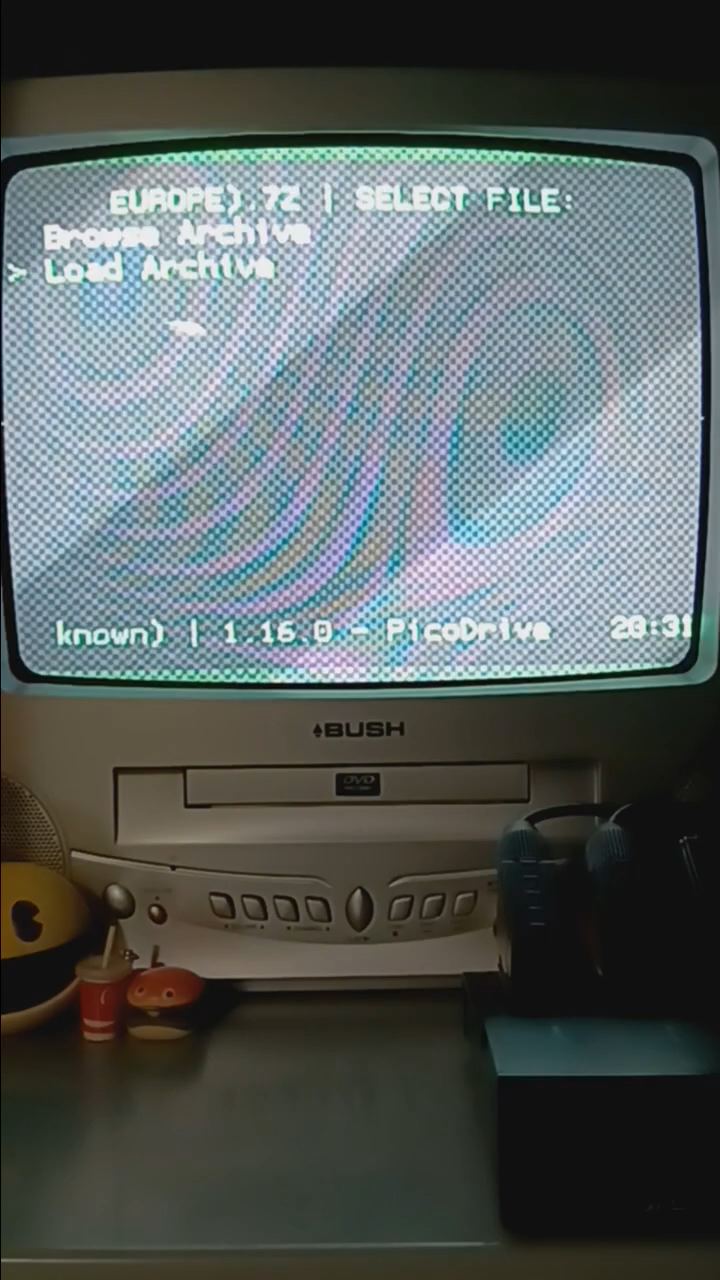 EUROPE).7Z | SELECT FILE:
Browse Archive
> Load Archive
known) | 1.16.0 - PicoDrive 20:31
BUSH
DVD